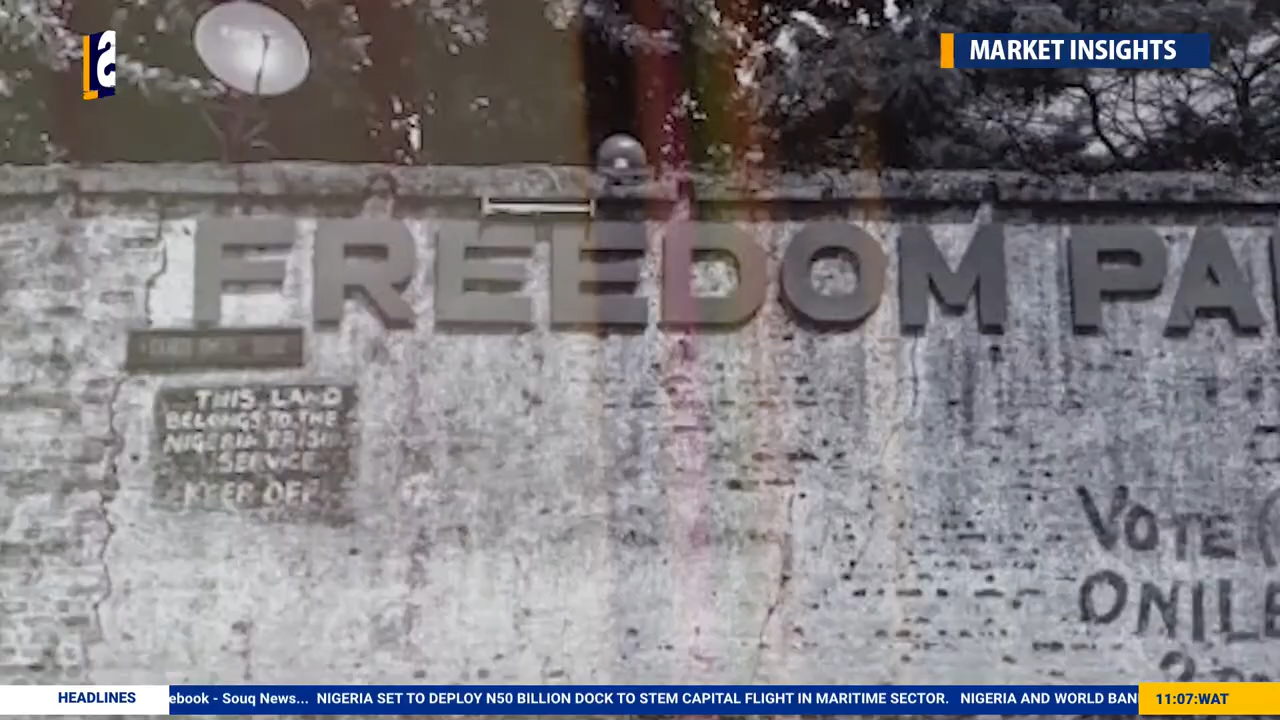 MARKET INSIGHTS
FREEDOM PA
THIS LAND
BELONGS TO THE
NIGERIA PRISON
SERVICE
KEEP OFF
VOTE
ONILE
HEADLINES
ebook - Souq News... NIGERIA SET TO DEPLOY N50 BILLION DOCK TO STEM CAPITAL FLIGHT IN MARITIME SECTOR. NIGERIA AND WORLD BAN
11:07:WAT